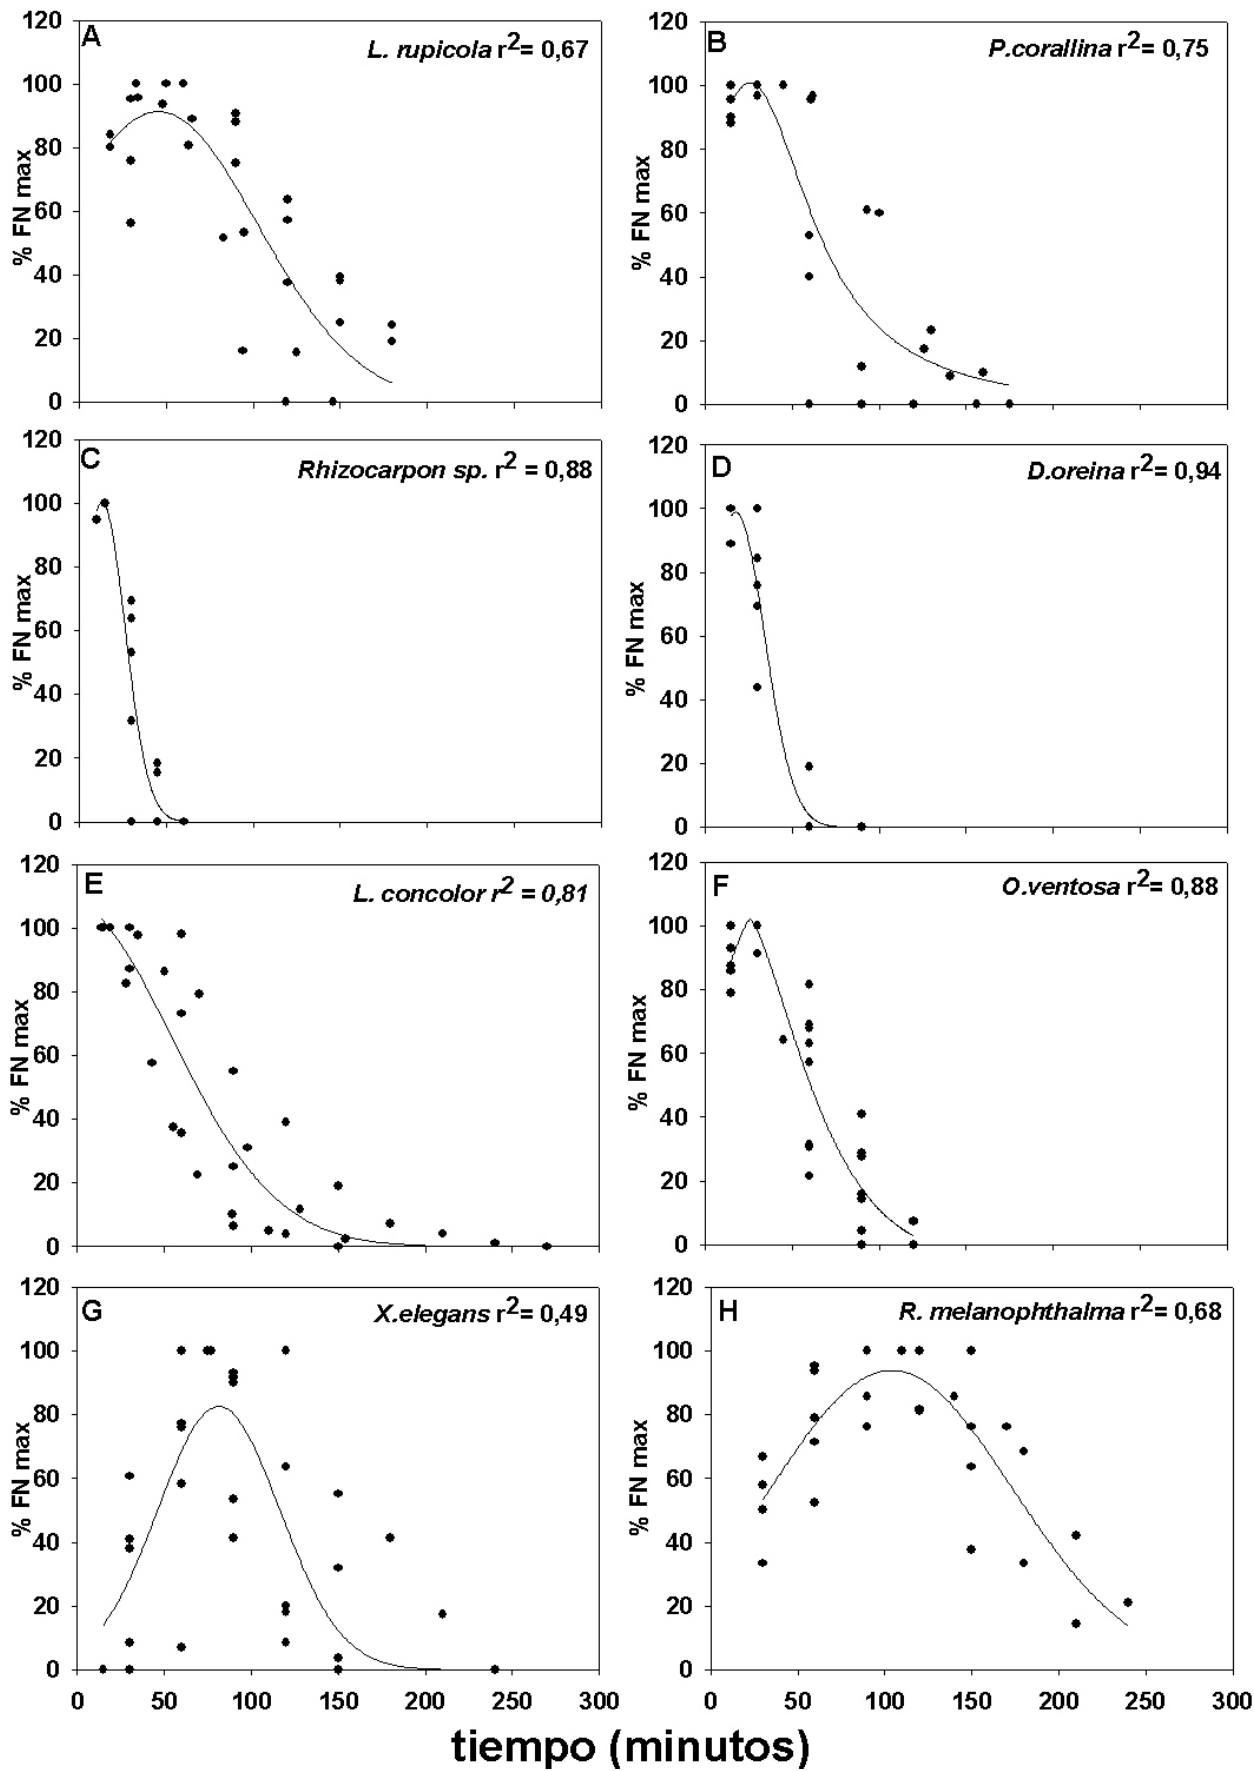 A
L. rupicola r²= 0,67
120
100
80
60
40
20
0
% FN max
B
P.corallina r²= 0,75
120
100
80
60
40
20
0
% FN max
C
Rhizocarpon sp. r² = 0,88
120
100
80
60
40
20
0
% FN max
D
D.oreina r²= 0,94
120
100
80
60
40
20
0
% FN max
E
L. concolor r² = 0,81
120
100
80
60
40
20
0
% FN max
F
O.ventosa r²= 0,88
120
100
80
60
40
20
0
% FN max
G
X.elegans r²= 0,49
120
100
80
60
40
20
0
% FN max
0 50 100 150 200 250 300
H
R. melanophthalma r²= 0,68
120
100
80
60
40
20
0
% FN max
0 50 100 150 200 250 300
tiempo (minutos)